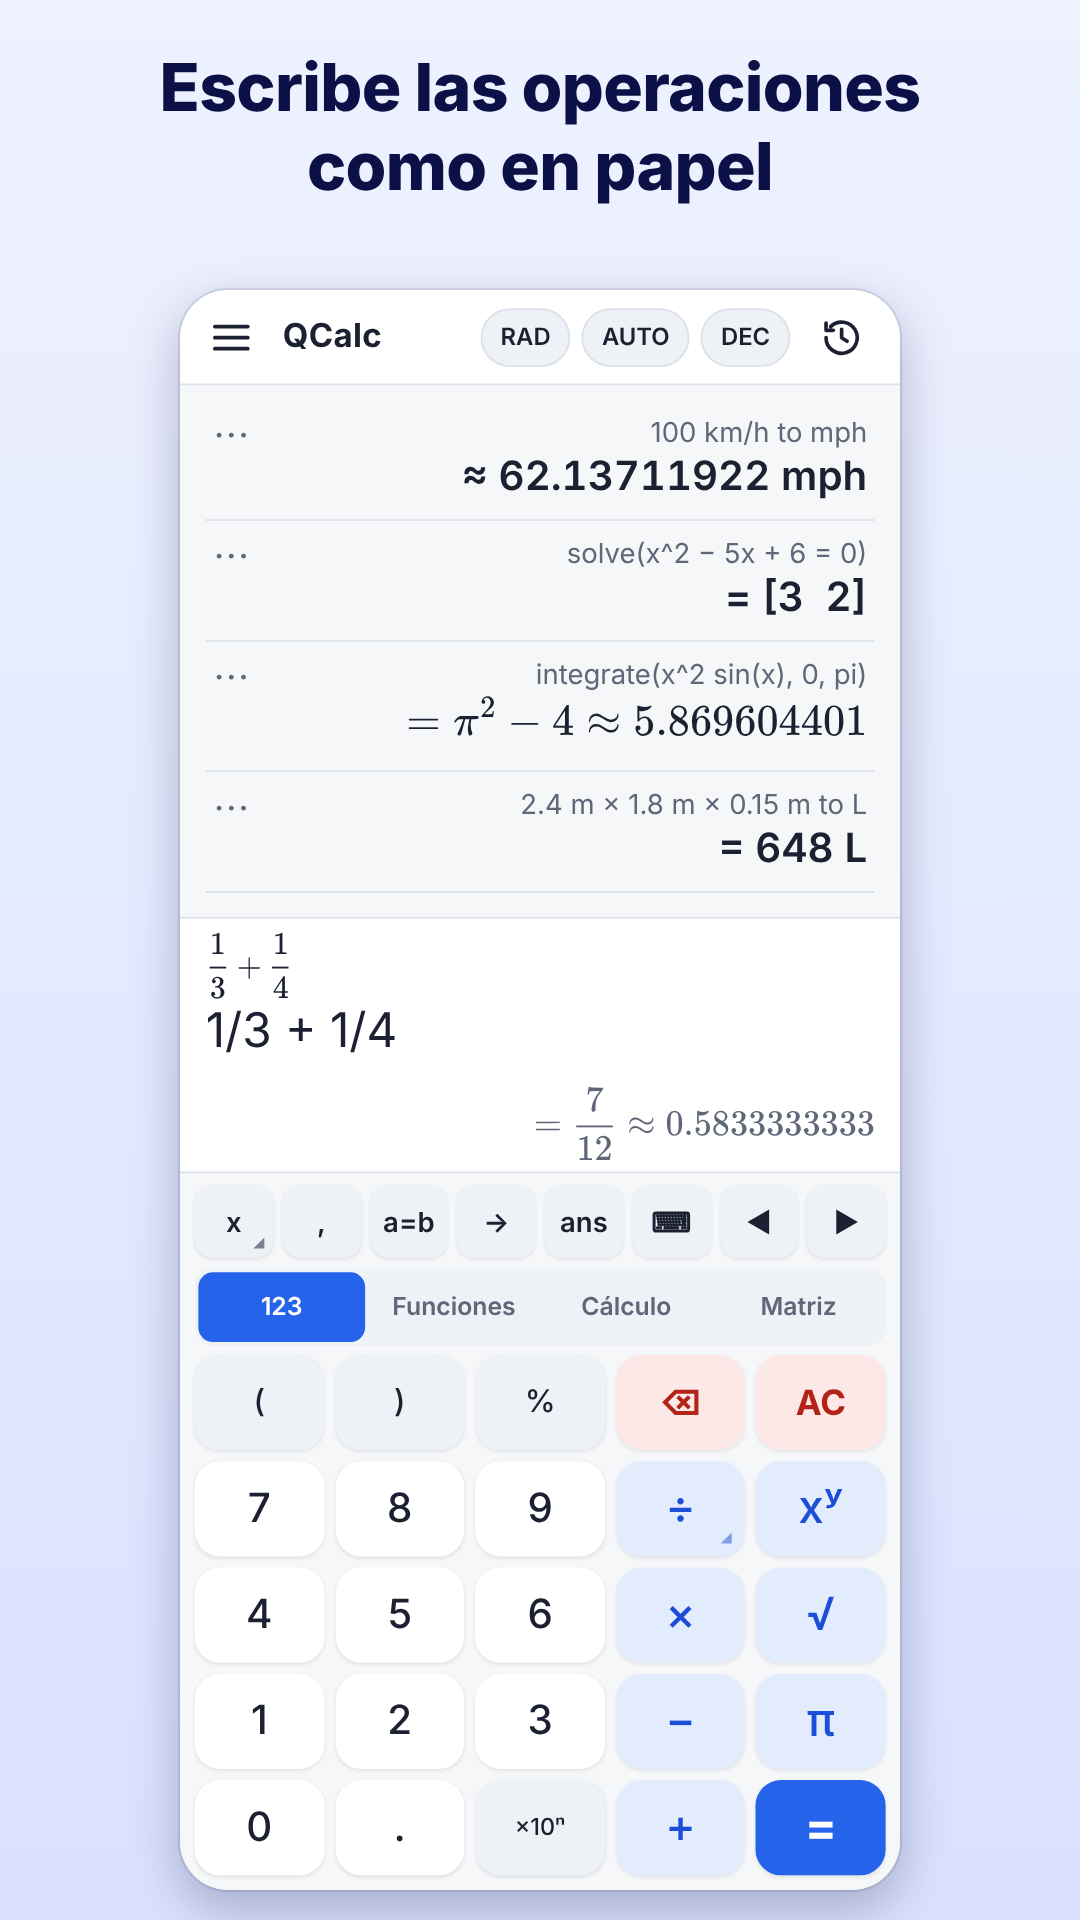 Escribe las operaciones
como en papel
QCalc RAD AUTO DEC
... 100 km/h to mph
≈ 62.13711922 mph
... solve(x^2 − 5x + 6 = 0)
= [3 2]
... integrate(x^2 sin(x), 0, pi)
= π² − 4 ≈ 5.869604401
... 2.4 m × 1.8 m × 0.15 m to L
= 648 L
1/3 + 1/4
1/3 + 1/4
= 7/12 ≈ 0.5833333333
x , a=b → ans ⌨ ◀ ▶
123 Funciones Cálculo Matriz
( ) % ⌫ AC
7 8 9 ÷ xʸ
4 5 6 × √
1 2 3 − π
0 . ×10ⁿ + =